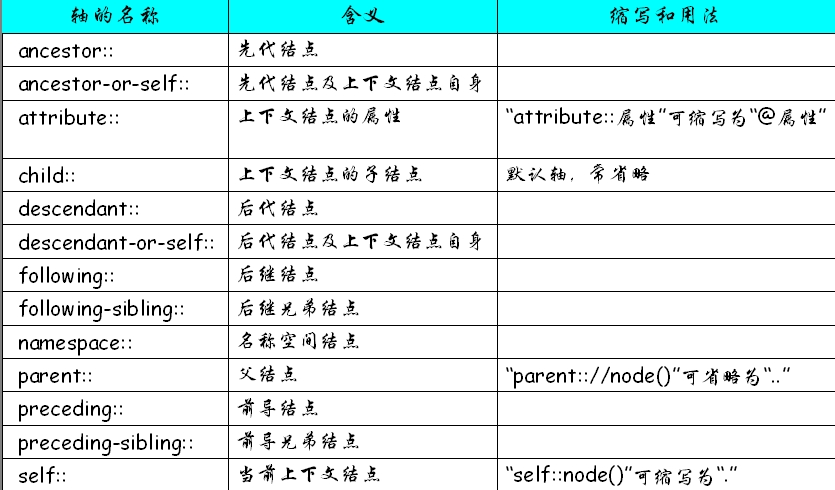 轴的名称 含义 缩写和用法
ancestor:: 先代结点
ancestor-or-self:: 先代结点及上下文结点自身
attribute:: 上下文结点的属性 “attribute::属性”可缩写为“@属性”
child:: 上下文结点的子结点 默认轴，常省略
descendant:: 后代结点
descendant-or-self:: 后代结点及上下文结点自身
following:: 后继结点
following-sibling:: 后继兄弟结点
namespace:: 名称空间结点
parent:: 父结点 “parent:://node()”可省略为“..”
preceding:: 前导结点
preceding-sibling:: 前导兄弟结点
self:: 当前上下文结点 “self::node()”可缩写为“.”